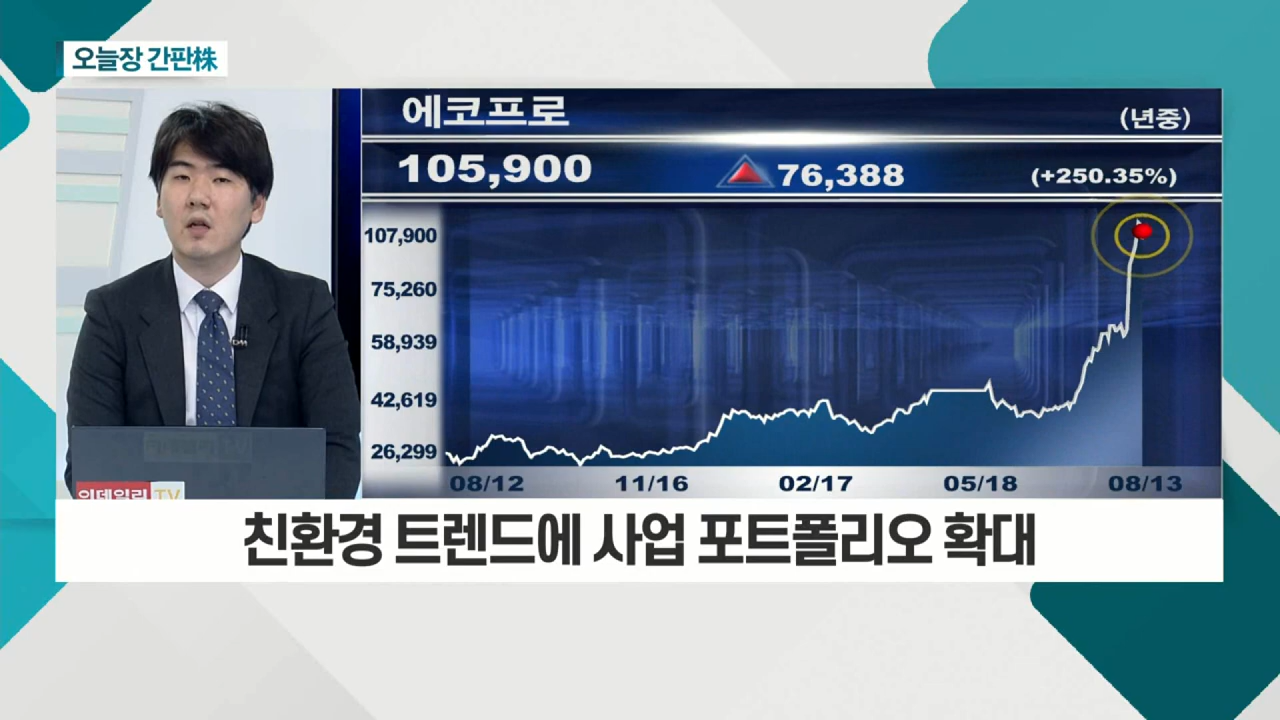 오늘장 간판株
에코프로
(년중)
105,900
76,388
(+250.35%)
107,900
75,260
58,939
42,619
26,299
08/12
11/16
02/17
05/18
08/13
이데일리 TV
친환경 트렌드에 사업 포트폴리오 확대